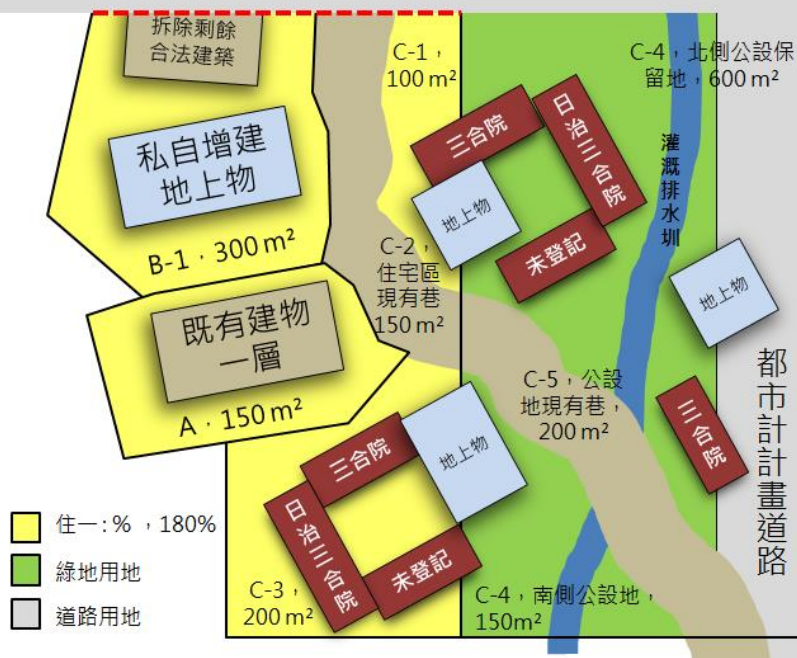 拆除剩餘
合法建築
C-1，
100 m²
C-4，北側公設保
留地，600 m²
私自增建
地上物
三合院
日治三合院
灌溉排水圳
地上物
B-1．300 m²
C-2，
住宅區
現有巷
150 m²
未登記
地上物
既有建物
一層
C-5，公設
地現有巷，
200 m²
都市計計畫道路
A．150 m²
三合院
三合院
地上物
日治三合院
未登記
住一:% ，180%
綠地用地
道路用地
C-3，
200 m²
C-4，南側公設地，
150m²